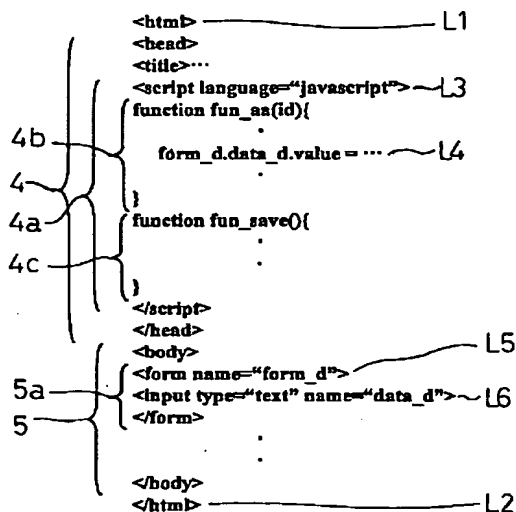 <html> L1
<head>
<title>···
<script language="javascript"> L3
function fun_aa(id){
·
4b
form_d.data_d.value = ··· L4
4
·
4a
}
function fun_save(){
·
4c
·
·
}
</script>
</head>
<body>
L5
<form name="form_d">
5a
<input type="text" name="data_d"> L6
5
</form>
·
·
</body>
</html> L2